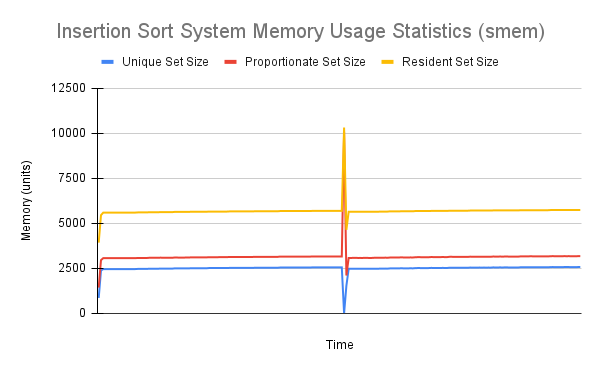 Insertion Sort System Memory Usage Statistics (smem)
Unique Set Size Proportionate Set Size Resident Set Size
12500
10000
7500
5000
2500
0
Memory (units)
Time